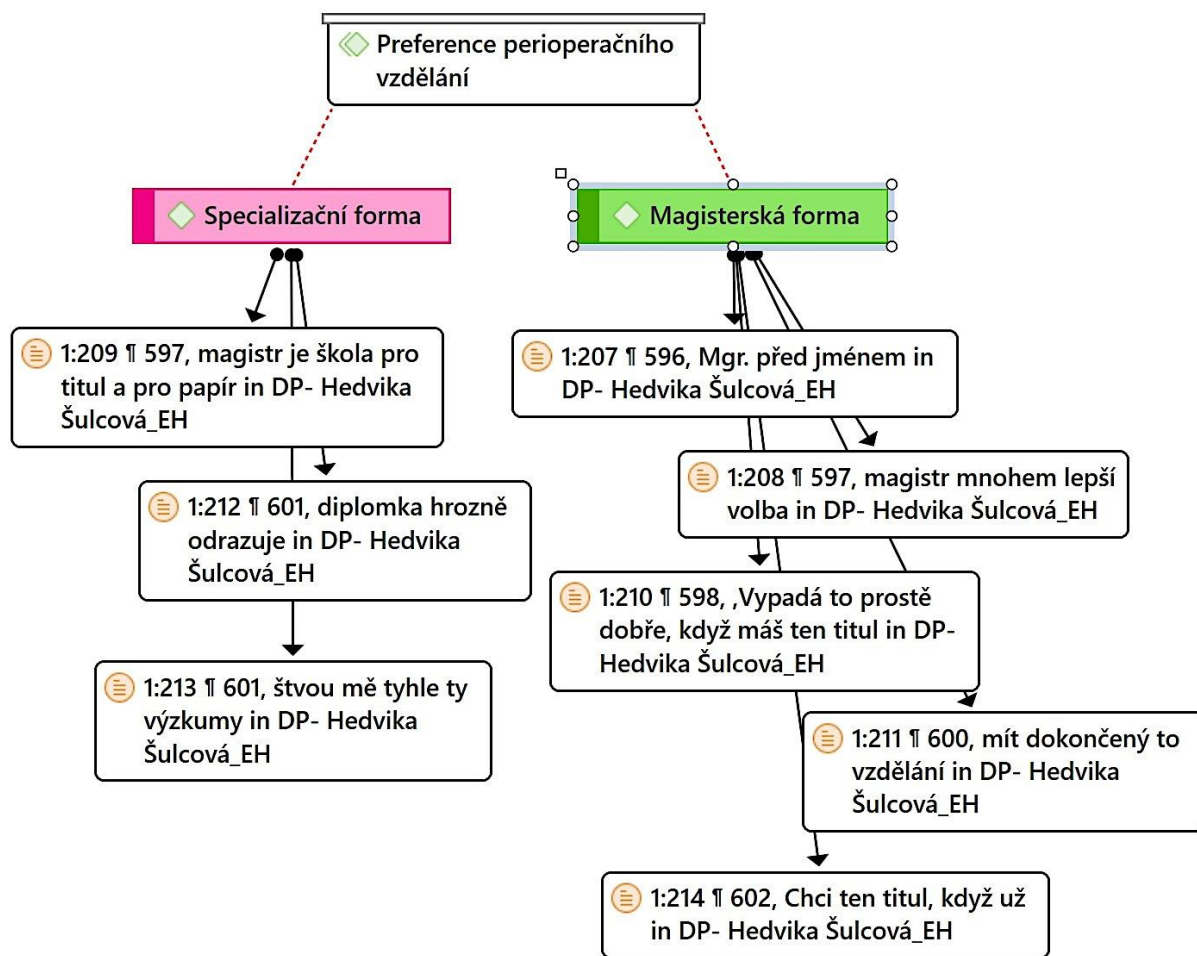 Preference perioperačního
vzdělání
Specializační forma
Magisterská forma
1:209 ¶ 597, magistr je škola pro
titul a pro papír in DP- Hedvika
Šulcová_EH
1:207 ¶ 596, Mgr. před jménem in
DP- Hedvika Šulcová_EH
1:212 ¶ 601, diplomka hrozně
odrazuje in DP- Hedvika
Šulcová_EH
1:208 ¶ 597, magistr mnohem lepší
volba in DP- Hedvika Šulcová_EH
1:210 ¶ 598, ‚Vypadá to prostě
dobře, když máš ten titul in DP-
Hedvika Šulcová_EH
1:213 ¶ 601, štvou mě tyhle ty
výzkumy in DP- Hedvika
Šulcová_EH
1:211 ¶ 600, mít dokončený to
vzdělání in DP- Hedvika
Šulcová_EH
1:214 ¶ 602, Chci ten titul, když už
in DP- Hedvika Šulcová_EH